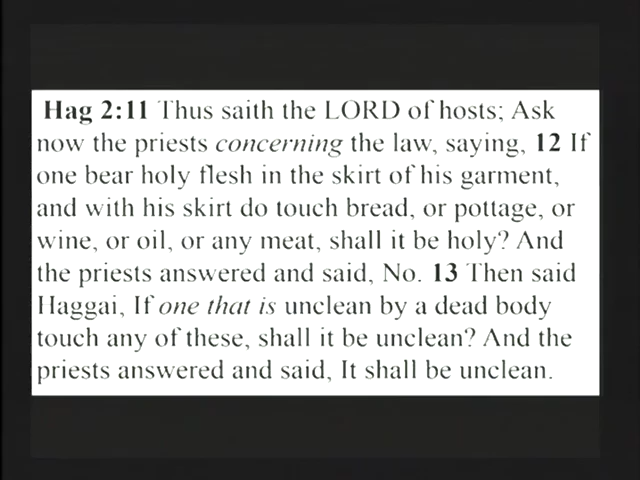 Hag 2:11 Thus saith the LORD of hosts; Ask
now the priests concerning the law, saying, 12 If
one bear holy flesh in the skirt of his garment,
and with his skirt do touch bread, or pottage, or
wine, or oil, or any meat, shall it be holy? And
the priests answered and said, No. 13 Then said
Haggai, If one that is unclean by a dead body
touch any of these, shall it be unclean? And the
priests answered and said, It shall be unclean.